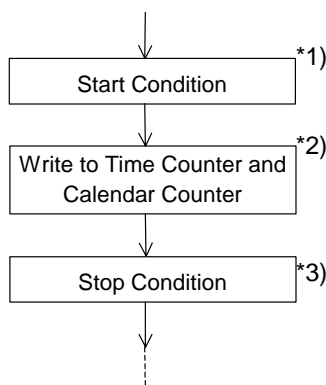 *1)
Start Condition
*2)
Write to Time Counter and
Calendar Counter
*3)
Stop Condition